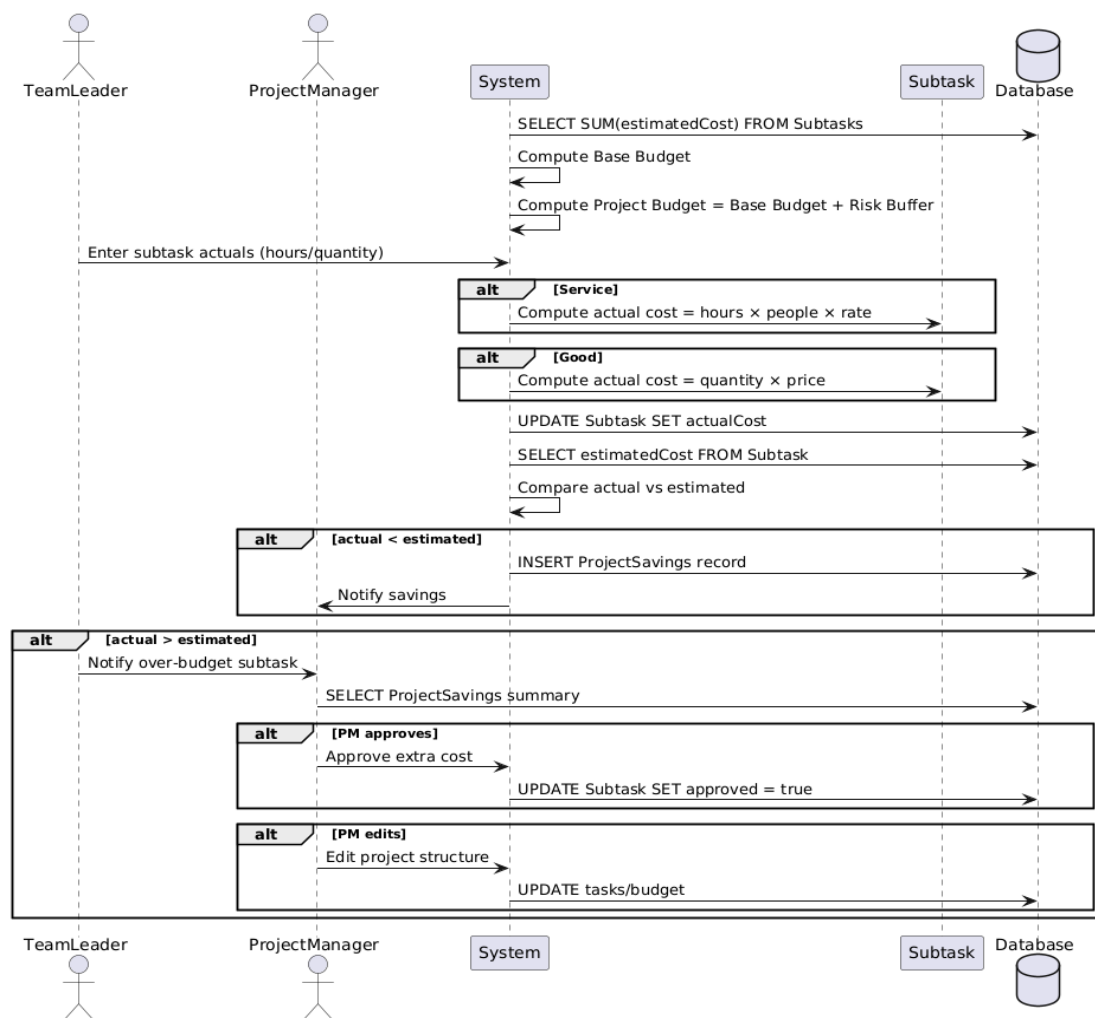 TeamLeader
ProjectManager
System
Subtask
Database
SELECT SUM(estimatedCost) FROM Subtasks
Compute Base Budget
Compute Project Budget = Base Budget + Risk Buffer
Enter subtask actuals (hours/quantity)
alt [Service]
Compute actual cost = hours × people × rate
alt [Good]
Compute actual cost = quantity × price
UPDATE Subtask SET actualCost
SELECT estimatedCost FROM Subtask
Compare actual vs estimated
alt [actual < estimated]
INSERT ProjectSavings record
Notify savings
alt [actual > estimated]
Notify over-budget subtask
SELECT ProjectSavings summary
alt [PM approves]
Approve extra cost
UPDATE Subtask SET approved = true
alt [PM edits]
Edit project structure
UPDATE tasks/budget
TeamLeader
ProjectManager
System
Subtask
Database